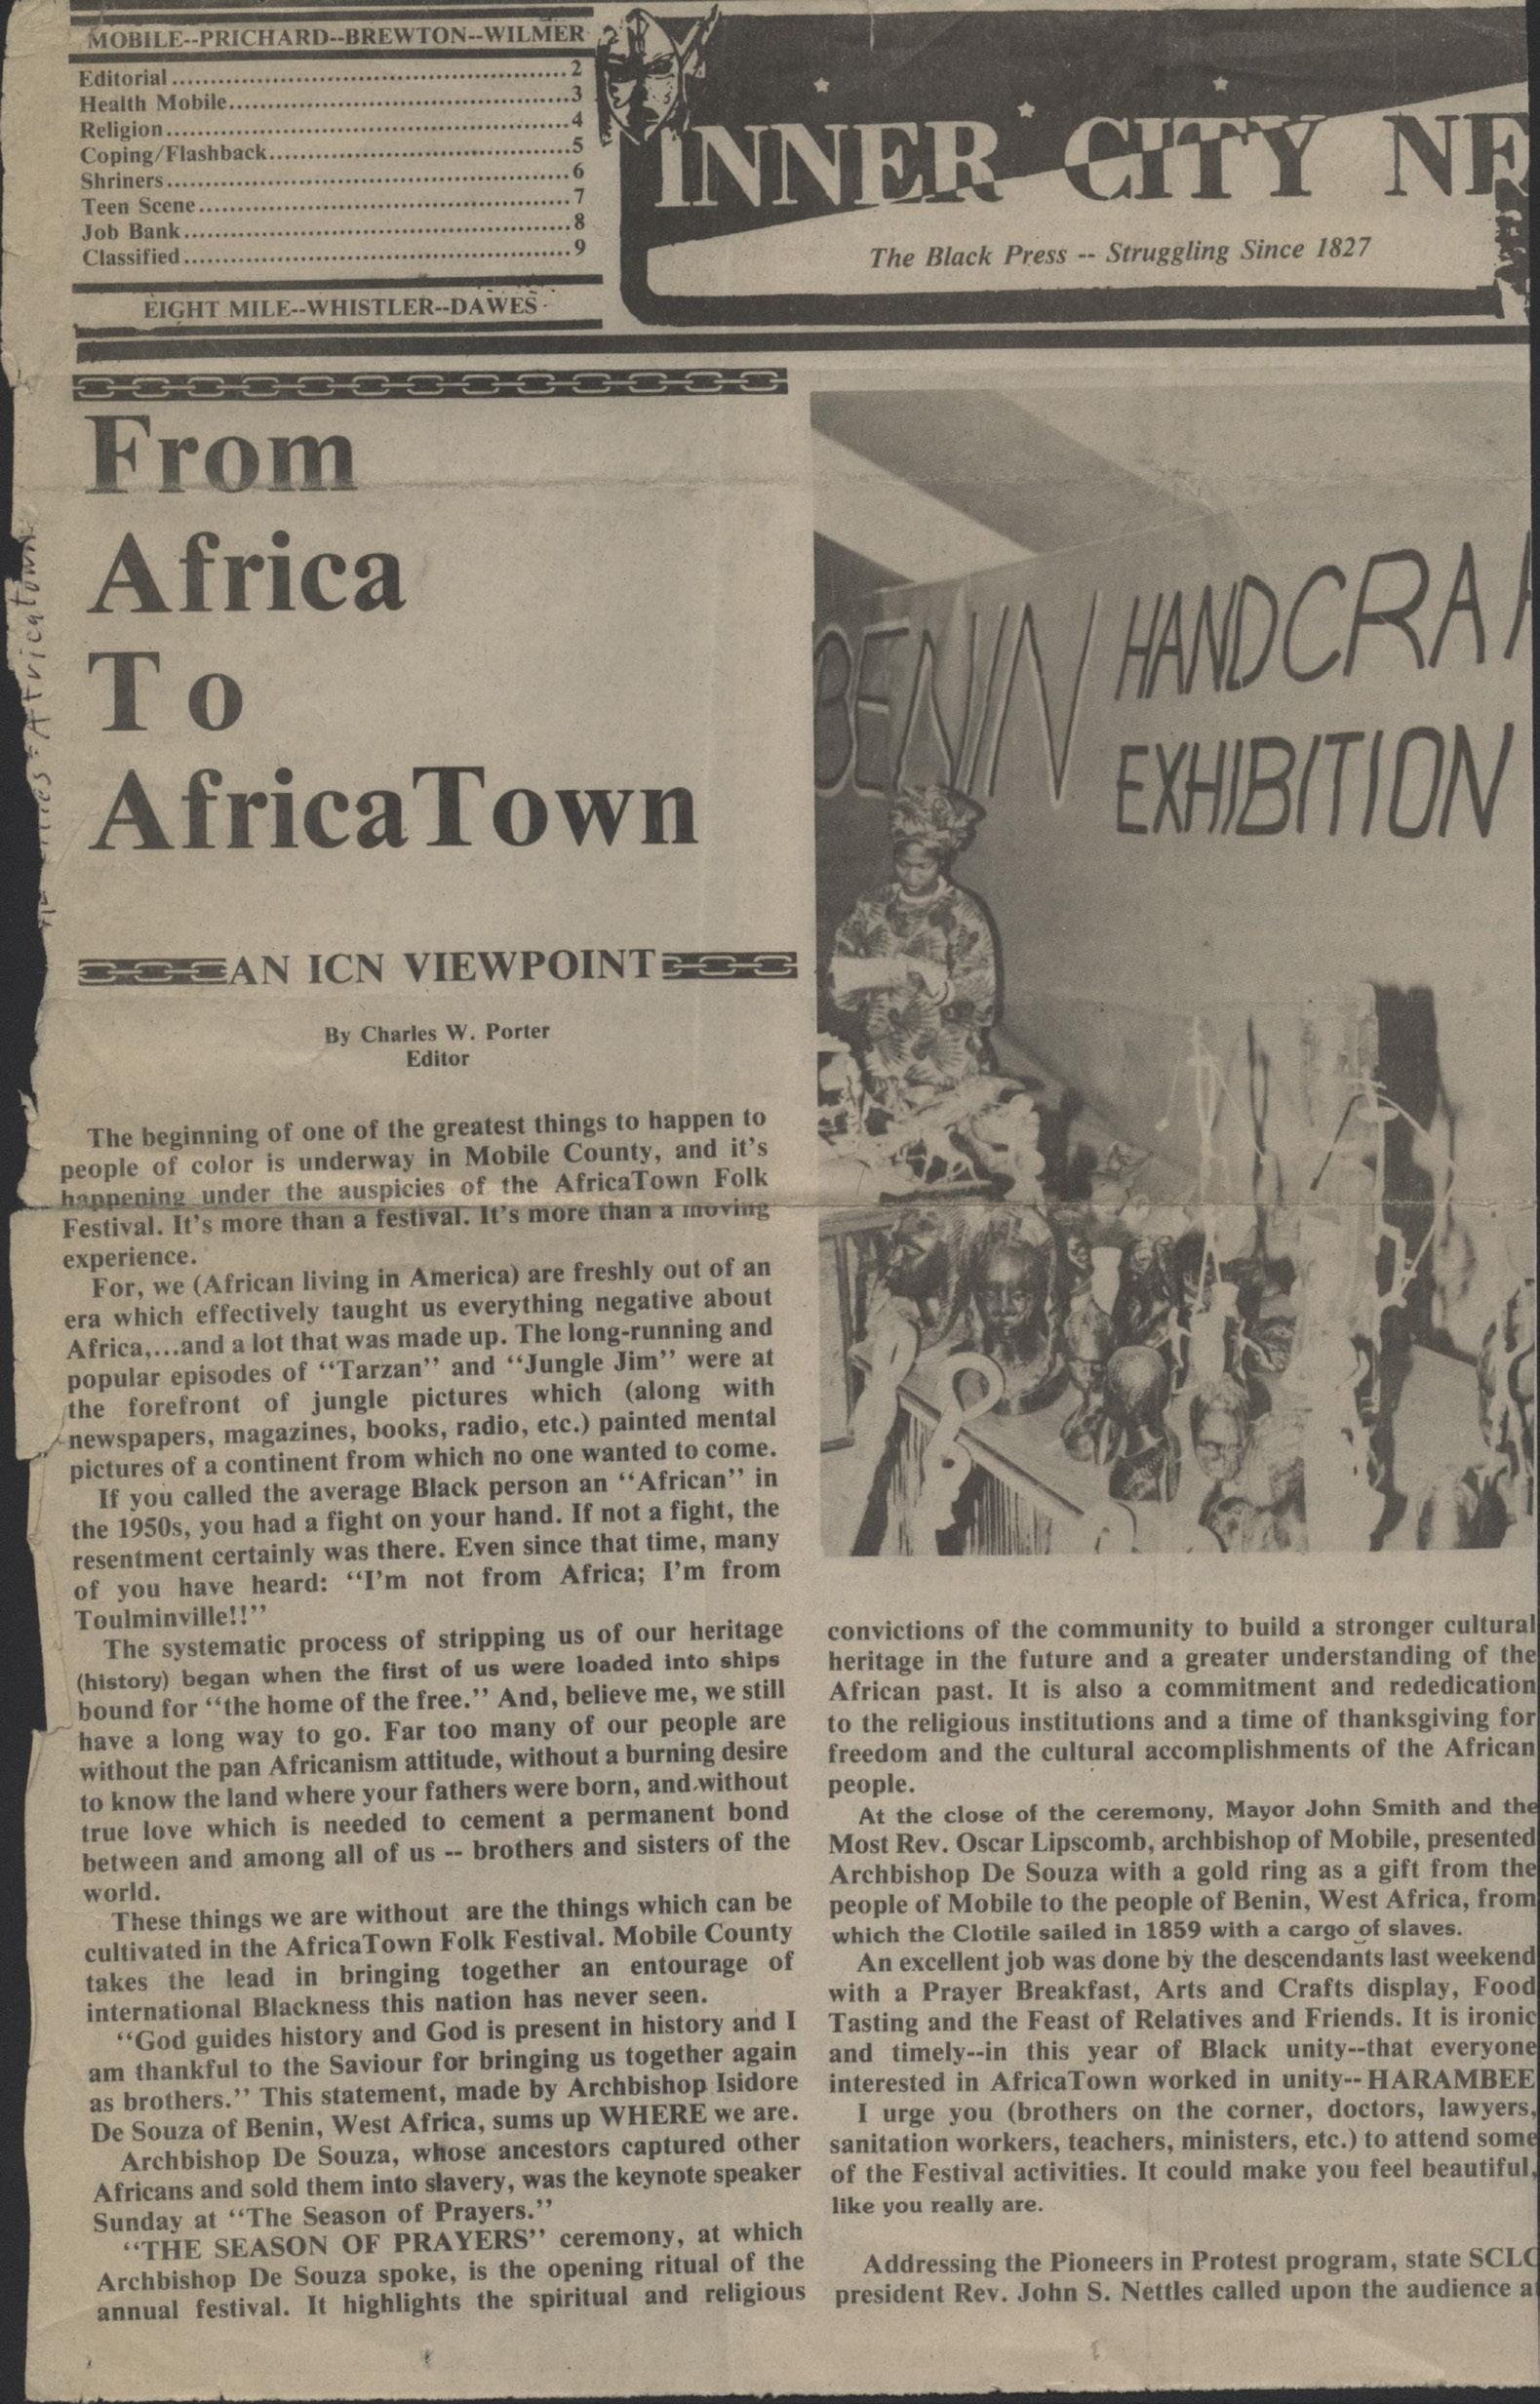 MOBILE--PRICHARD--BREWTON--WILMER
Editorial................................................2
Health Mobile............................................3
Religion.................................................4
Coping/Flashback.........................................5
Shriners.................................................6
Teen Scene...............................................7
Job Bank.................................................8
Classified...............................................9
EIGHT MILE--WHISTLER--DAWES
INNER CITY NE
The Black Press -- Struggling Since 1827
From
Africa
To
AfricaTown
AN ICN VIEWPOINT
By Charles W. Porter
Editor
The beginning of one of the greatest things to happen to
people of color is underway in Mobile County, and it's
happening under the auspicies of the AfricaTown Folk
Festival. It's more than a festival. It's more than a moving
experience.
For, we (African living in America) are freshly out of an
era which effectively taught us everything negative about
Africa,...and a lot that was made up. The long-running and
popular episodes of "Tarzan" and "Jungle Jim" were at
the forefront of jungle pictures which (along with
newspapers, magazines, books, radio, etc.) painted mental
pictures of a continent from which no one wanted to come.
If you called the average Black person an "African" in
the 1950s, you had a fight on your hand. If not a fight, the
resentment certainly was there. Even since that time, many
of you have heard: "I'm not from Africa; I'm from
Toulminville!!"
The systematic process of stripping us of our heritage
(history) began when the first of us were loaded into ships
bound for "the home of the free." And, believe me, we still
have a long way to go. Far too many of our people are
without the pan Africanism attitude, without a burning desire
to know the land where your fathers were born, and without
true love which is needed to cement a permanent bond
between and among all of us -- brothers and sisters of the
world.
These things we are without are the things which can be
cultivated in the AfricaTown Folk Festival. Mobile County
takes the lead in bringing together an entourage of
international Blackness this nation has never seen.
"God guides history and God is present in history and I
am thankful to the Saviour for bringing us together again
as brothers." This statement, made by Archbishop Isidore
De Souza of Benin, West Africa, sums up WHERE we are.
Archbishop De Souza, whose ancestors captured other
Africans and sold them into slavery, was the keynote speaker
Sunday at "The Season of Prayers."
"THE SEASON OF PRAYERS" ceremony, at which
Archbishop De Souza spoke, is the opening ritual of the
annual festival. It highlights the spiritual and religious
BENIN HANDCRA
EXHIBITION
convictions of the community to build a stronger cultural
heritage in the future and a greater understanding of the
African past. It is also a commitment and rededication
to the religious institutions and a time of thanksgiving for
freedom and the cultural accomplishments of the African
people.
At the close of the ceremony, Mayor John Smith and the
Most Rev. Oscar Lipscomb, archbishop of Mobile, presented
Archbishop De Souza with a gold ring as a gift from the
people of Mobile to the people of Benin, West Africa, from
which the Clotile sailed in 1859 with a cargo of slaves.
An excellent job was done by the descendants last weekend
with a Prayer Breakfast, Arts and Crafts display, Food
Tasting and the Feast of Relatives and Friends. It is ironic
and timely--in this year of Black unity--that everyone
interested in AfricaTown worked in unity--HARAMBEE
I urge you (brothers on the corner, doctors, lawyers,
sanitation workers, teachers, ministers, etc.) to attend some
of the Festival activities. It could make you feel beautiful,
like you really are.
Addressing the Pioneers in Protest program, state SCLC
president Rev. John S. Nettles called upon the audience a
Africatown